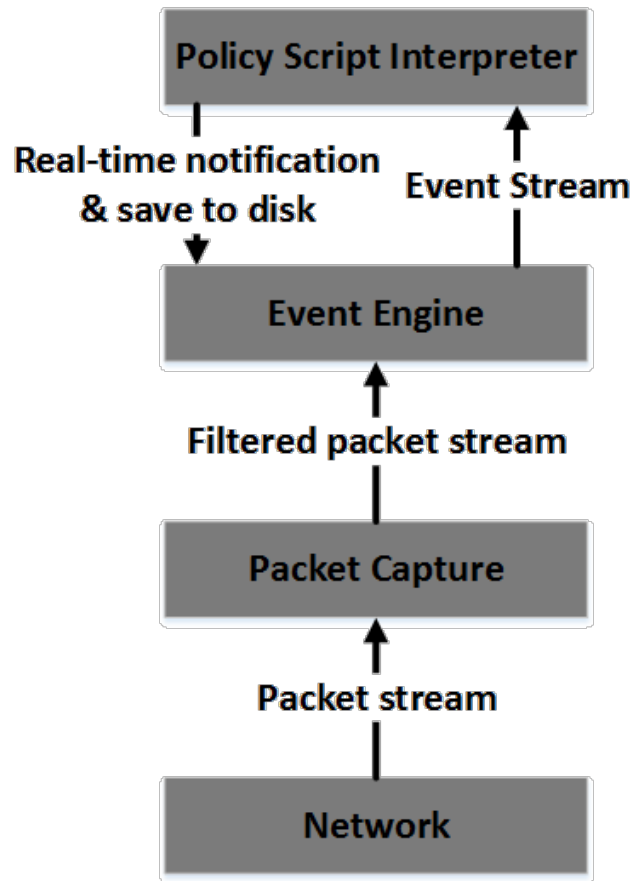 Policy Script Interpreter
Real-time notification
& save to disk
Event Stream
Event Engine
Filtered packet stream
Packet Capture
Packet stream
Network